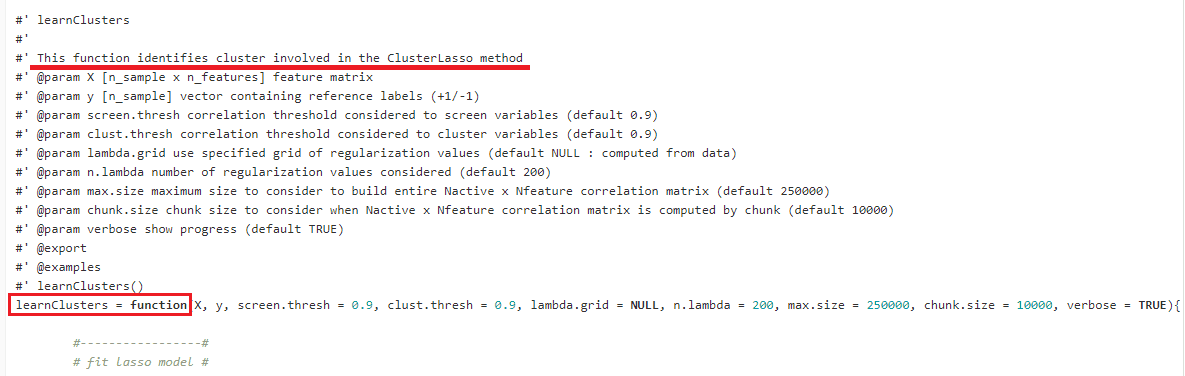 #' learnClusters
#'
#' This function identifies cluster involved in the ClusterLasso method
#' @param X [n_sample x n_features] feature matrix
#' @param y [n_sample] vector containing reference labels (+1/-1)
#' @param screen.thresh correlation threshold considered to screen variables (default 0.9)
#' @param clust.thresh correlation threshold considered to cluster variables (default 0.9)
#' @param lambda.grid use specified grid of regularization values (default NULL : computed from data)
#' @param n.lambda number of regularization values considered (default 200)
#' @param max.size maximum size to consider to build entire Nactive x Nfeature correlation matrix (default 250000)
#' @param chunk.size chunk size to consider when Nactive x Nfeature correlation matrix is computed by chunk (default 10000)
#' @param verbose show progress (default TRUE)
#' @export
#' @examples
#' learnClusters()
learnClusters = function(X, y, screen.thresh = 0.9, clust.thresh = 0.9, lambda.grid = NULL, n.lambda = 200, max.size = 250000, chunk.size = 10000, verbose = TRUE){
#-----------------#
# fit lasso model #